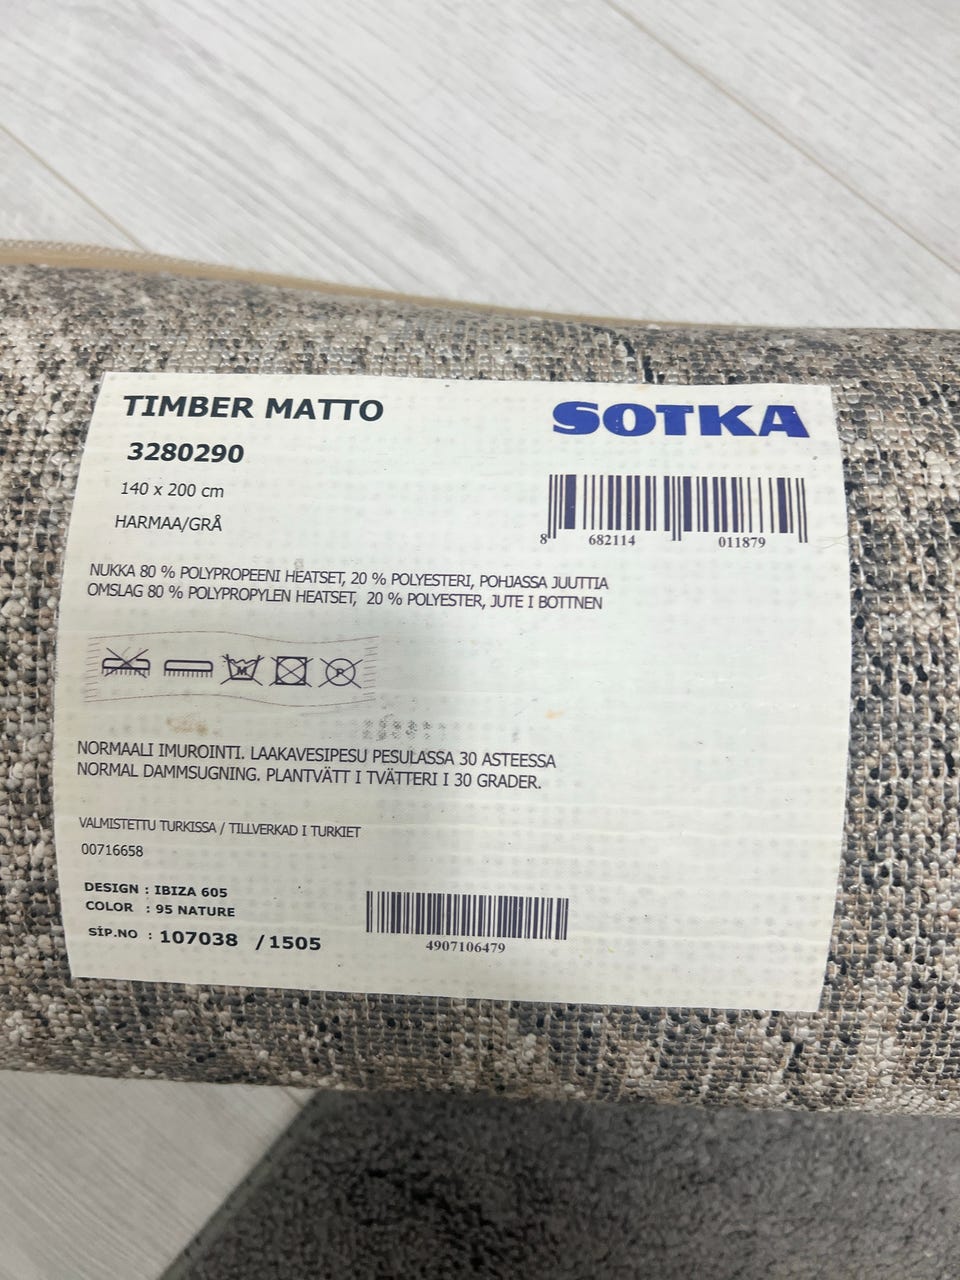 TIMBER MATTO
SOTKA
3280290
140 x 200 cm
HARMAA/GRÅ
8 682114 011879
NUKKA 80 % POLYPROPEENI HEATSET, 20 % POLYESTERI, POHJASSA JUUTTIA
OMSLAG 80 % POLYPROPYLEN HEATSET, 20 % POLYESTER, JUTE I BOTTNEN
M
P
NORMAALI IMUROINTI. LAAKAVESIPESU PESULASSA 30 ASTEESSA
NORMAL DAMMSUGNING. PLANTVÄTT I TVÄTTERI I 30 GRADER.
VALMISTETTU TURKISSA / TILLVERKAD I TURKIET
00716658
DESIGN : IBIZA 605
COLOR : 95 NATURE
SİP.NO : 107038 /1505
4907106479